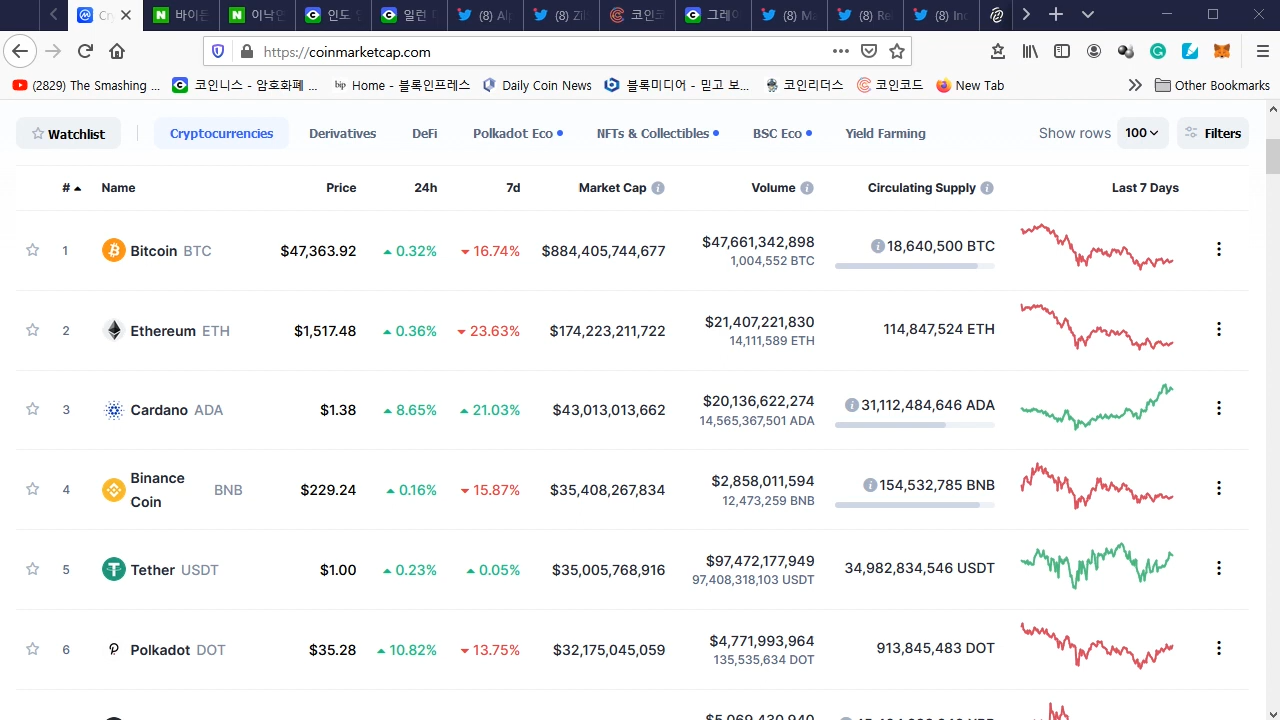 Cr
바이든
이낙연
인도
일런
(8) Al
(8) Zil
코인코
그레이
(8) Ma
(8) Re
(8) Inc
https://coinmarketcap.com
(2829) The Smashing ...
코인니스 - 암호화폐 ...
bip Home - 블록인프레스
Daily Coin News
블록미디어 - 믿고 보...
코인리더스
코인코드
New Tab
Other Bookmarks
Watchlist
Cryptocurrencies
Derivatives
DeFi
Polkadot Eco
NFTs & Collectibles
BSC Eco
Yield Farming
Show rows
100
Filters
# Name Price 24h 7d Market Cap Volume Circulating Supply Last 7 Days
1 Bitcoin BTC $47,363.92 0.32% 16.74% $884,405,744,677 $47,661,342,898 18,640,500 BTC
1,004,552 BTC
2 Ethereum ETH $1,517.48 0.36% 23.63% $174,223,211,722 $21,407,221,830 114,847,524 ETH
14,111,589 ETH
3 Cardano ADA $1.38 8.65% 21.03% $43,013,013,662 $20,136,622,274 31,112,484,646 ADA
14,565,367,501 ADA
4 Binance Coin BNB $229.24 0.16% 15.87% $35,408,267,834 $2,858,011,594 154,532,785 BNB
12,473,259 BNB
5 Tether USDT $1.00 0.23% 0.05% $35,005,768,916 $97,472,177,949 34,982,834,546 USDT
97,408,318,103 USDT
6 Polkadot DOT $35.28 10.82% 13.75% $32,175,045,059 $4,771,993,964 913,845,483 DOT
135,535,634 DOT